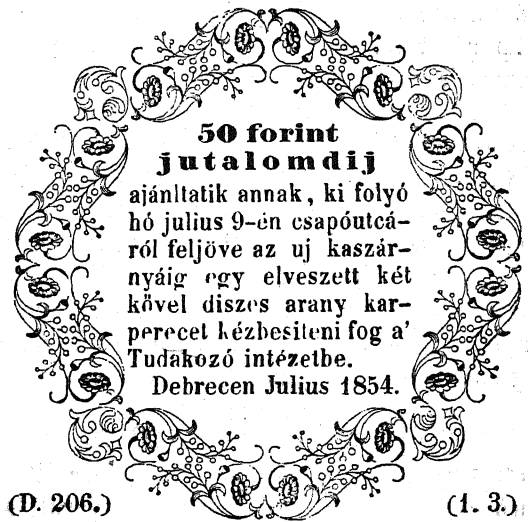 50 forint
jutalomdij
ajánltatik annak, ki folyó
hó julius 9-én csapóutcá-
ról feljöve az uj kaszár-
nyáig egy elveszett két
kővel diszes arany kar-
perecet kézbesiteni fog a'
Tudakozó intézetbe.
Debrecen Julius 1854.
(D. 206.) (1. 3.)